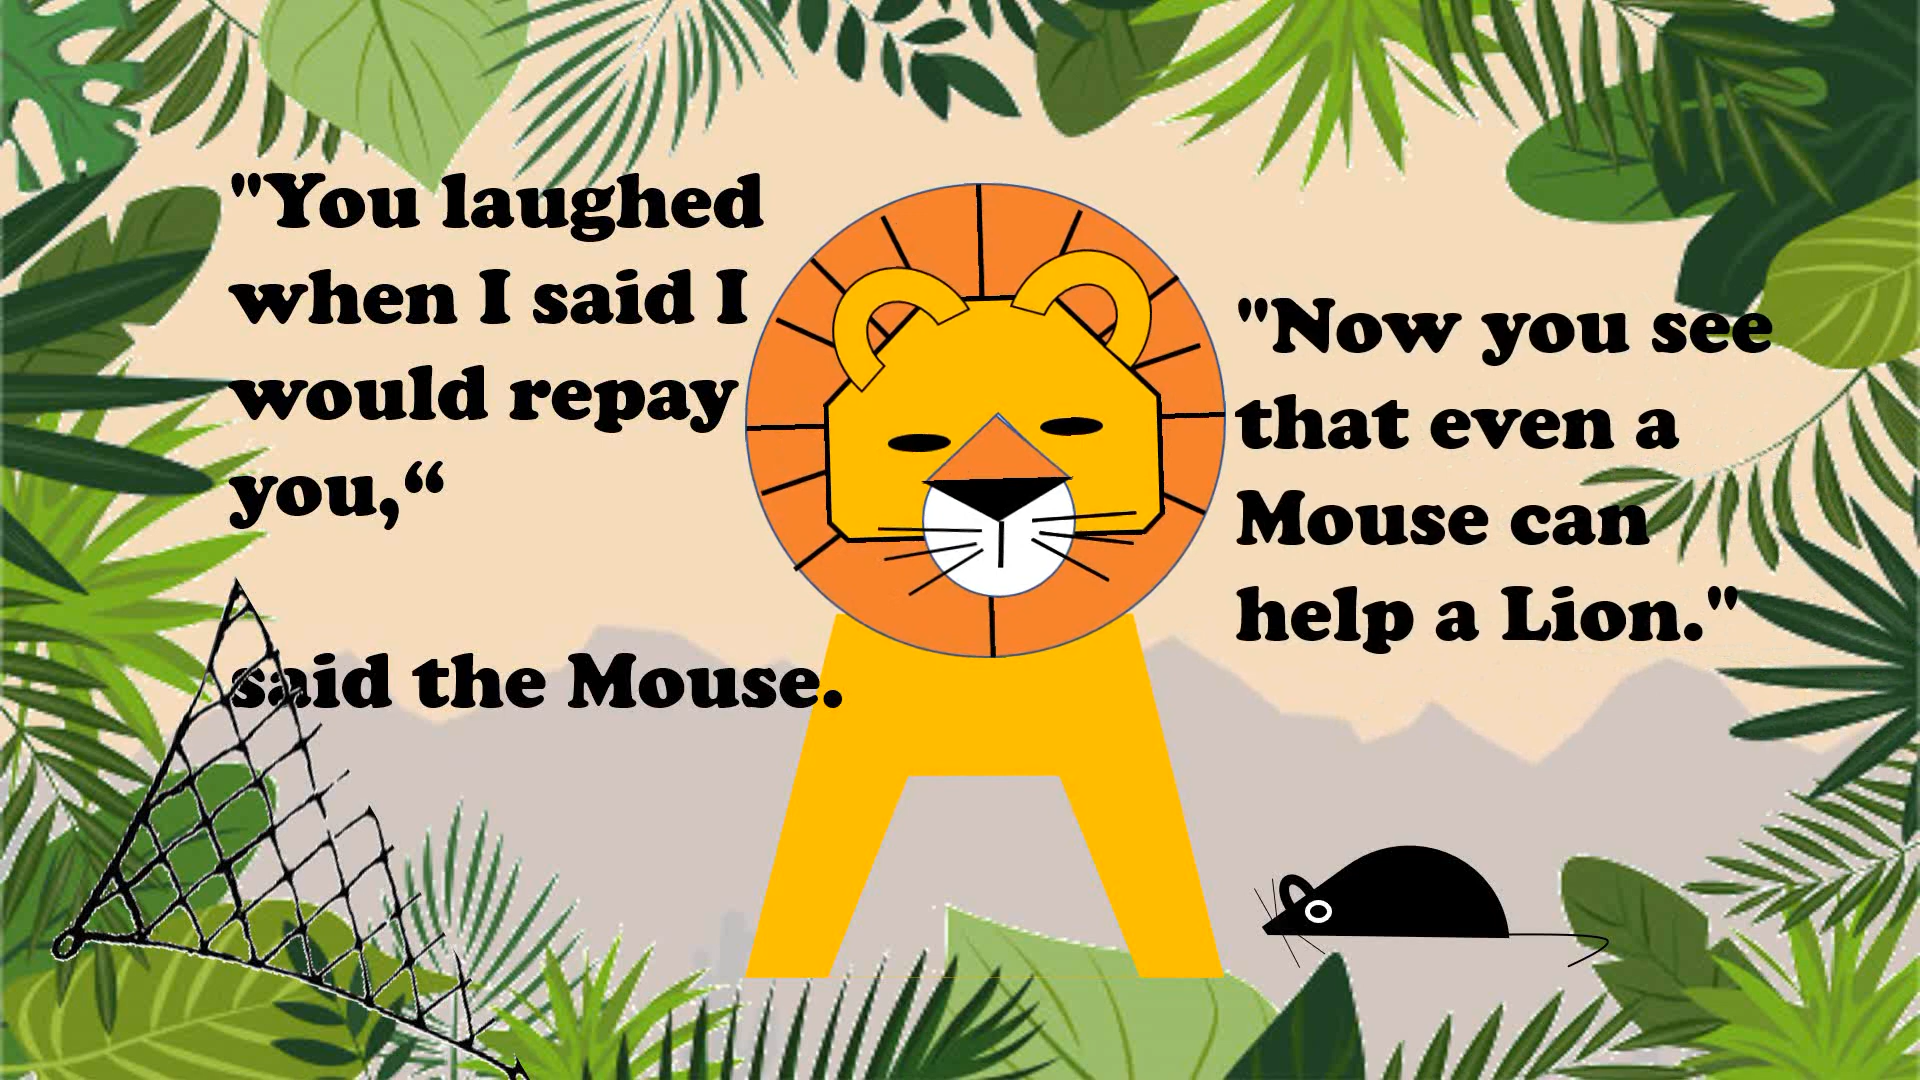 "You laughed
when I said I
would repay
you,“
said the Mouse.
"Now you see
that even a
Mouse can
help a Lion."